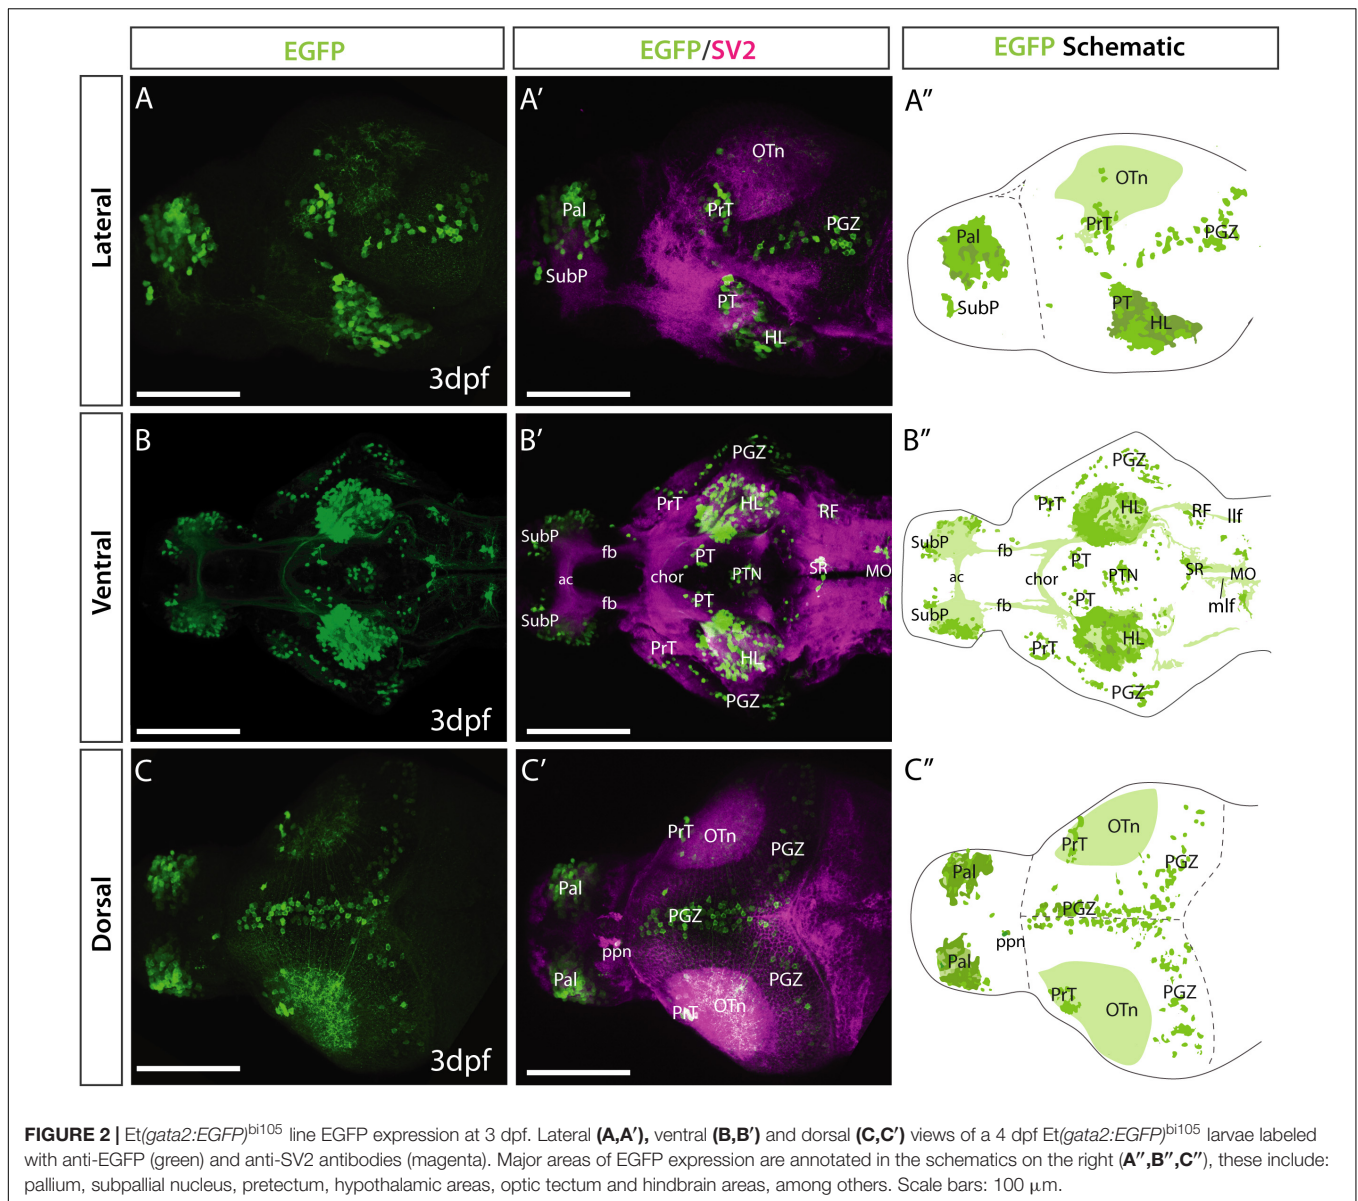 EGFP
EGFP/SV2
EGFP Schematic
Lateral
A
3dpf
A′
OTn
Pal
PrT
PGZ
SubP
PT
HL
A″
OTn
PrT
Pal
PGZ
SubP
PT
HL
Ventral
B
3dpf
B′
PGZ
PrT
HL
RF
SubP
fb
PT
ac
chor
PTN
SR
MO
fb
PT
SubP
PrT
HL
PGZ
B″
PGZ
PrT
HL
RF
llf
SubP
fb
PT
ac
chor
PTN
SR
MO
mlf
fb
PT
SubP
PrT
HL
PGZ
Dorsal
C
3dpf
C′
PrT
OTn
PGZ
Pal
PGZ
ppn
Pal
PGZ
PrT
OTn
C″
OTn
PrT
PGZ
Pal
PGZ
ppn
Pal
PrT
PGZ
OTn
FIGURE 2 | Et(gata2:EGFP)bi105 line EGFP expression at 3 dpf. Lateral (A,A′), ventral (B,B′) and dorsal (C,C′) views of a 4 dpf Et(gata2:EGFP)bi105 larvae labeled
with anti-EGFP (green) and anti-SV2 antibodies (magenta). Major areas of EGFP expression are annotated in the schematics on the right (A″,B″,C″), these include:
pallium, subpallial nucleus, pretectum, hypothalamic areas, optic tectum and hindbrain areas, among others. Scale bars: 100 μm.